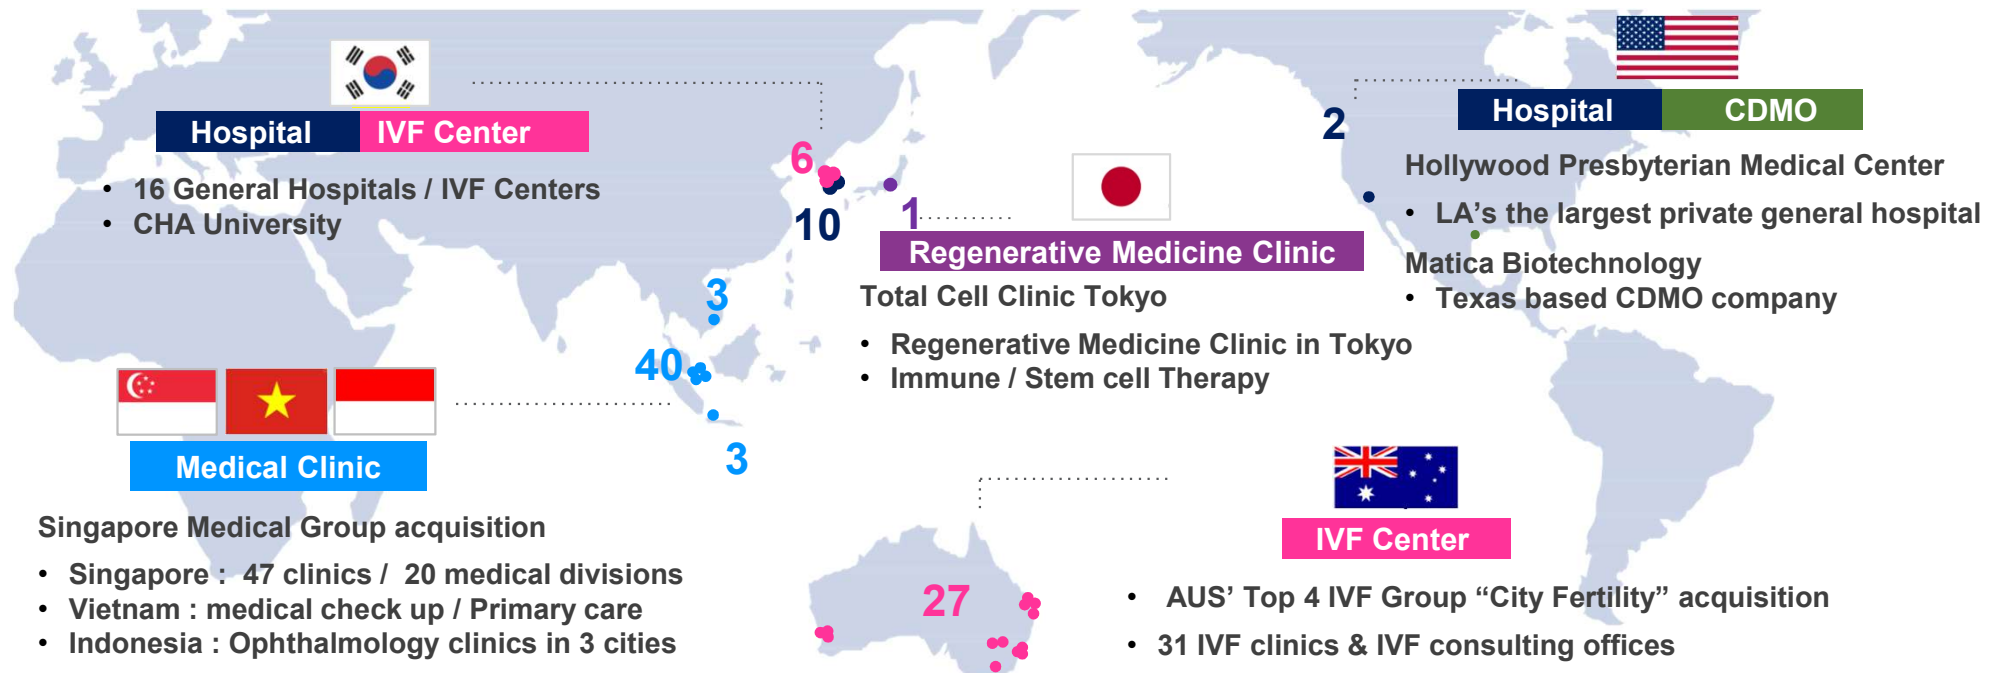 Hospital IVF Center
• 16 General Hospitals / IVF Centers
• CHA University
6
10
1
Regenerative Medicine Clinic
Total Cell Clinic Tokyo
• Regenerative Medicine Clinic in Tokyo
• Immune / Stem cell Therapy
2
Hospital CDMO
Hollywood Presbyterian Medical Center
• LA's the largest private general hospital
Matica Biotechnology
• Texas based CDMO company
3
40
3
Medical Clinic
Singapore Medical Group acquisition
• Singapore : 47 clinics / 20 medical divisions
• Vietnam : medical check up / Primary care
• Indonesia : Ophthalmology clinics in 3 cities
27
IVF Center
• AUS' Top 4 IVF Group “City Fertility” acquisition
• 31 IVF clinics & IVF consulting offices